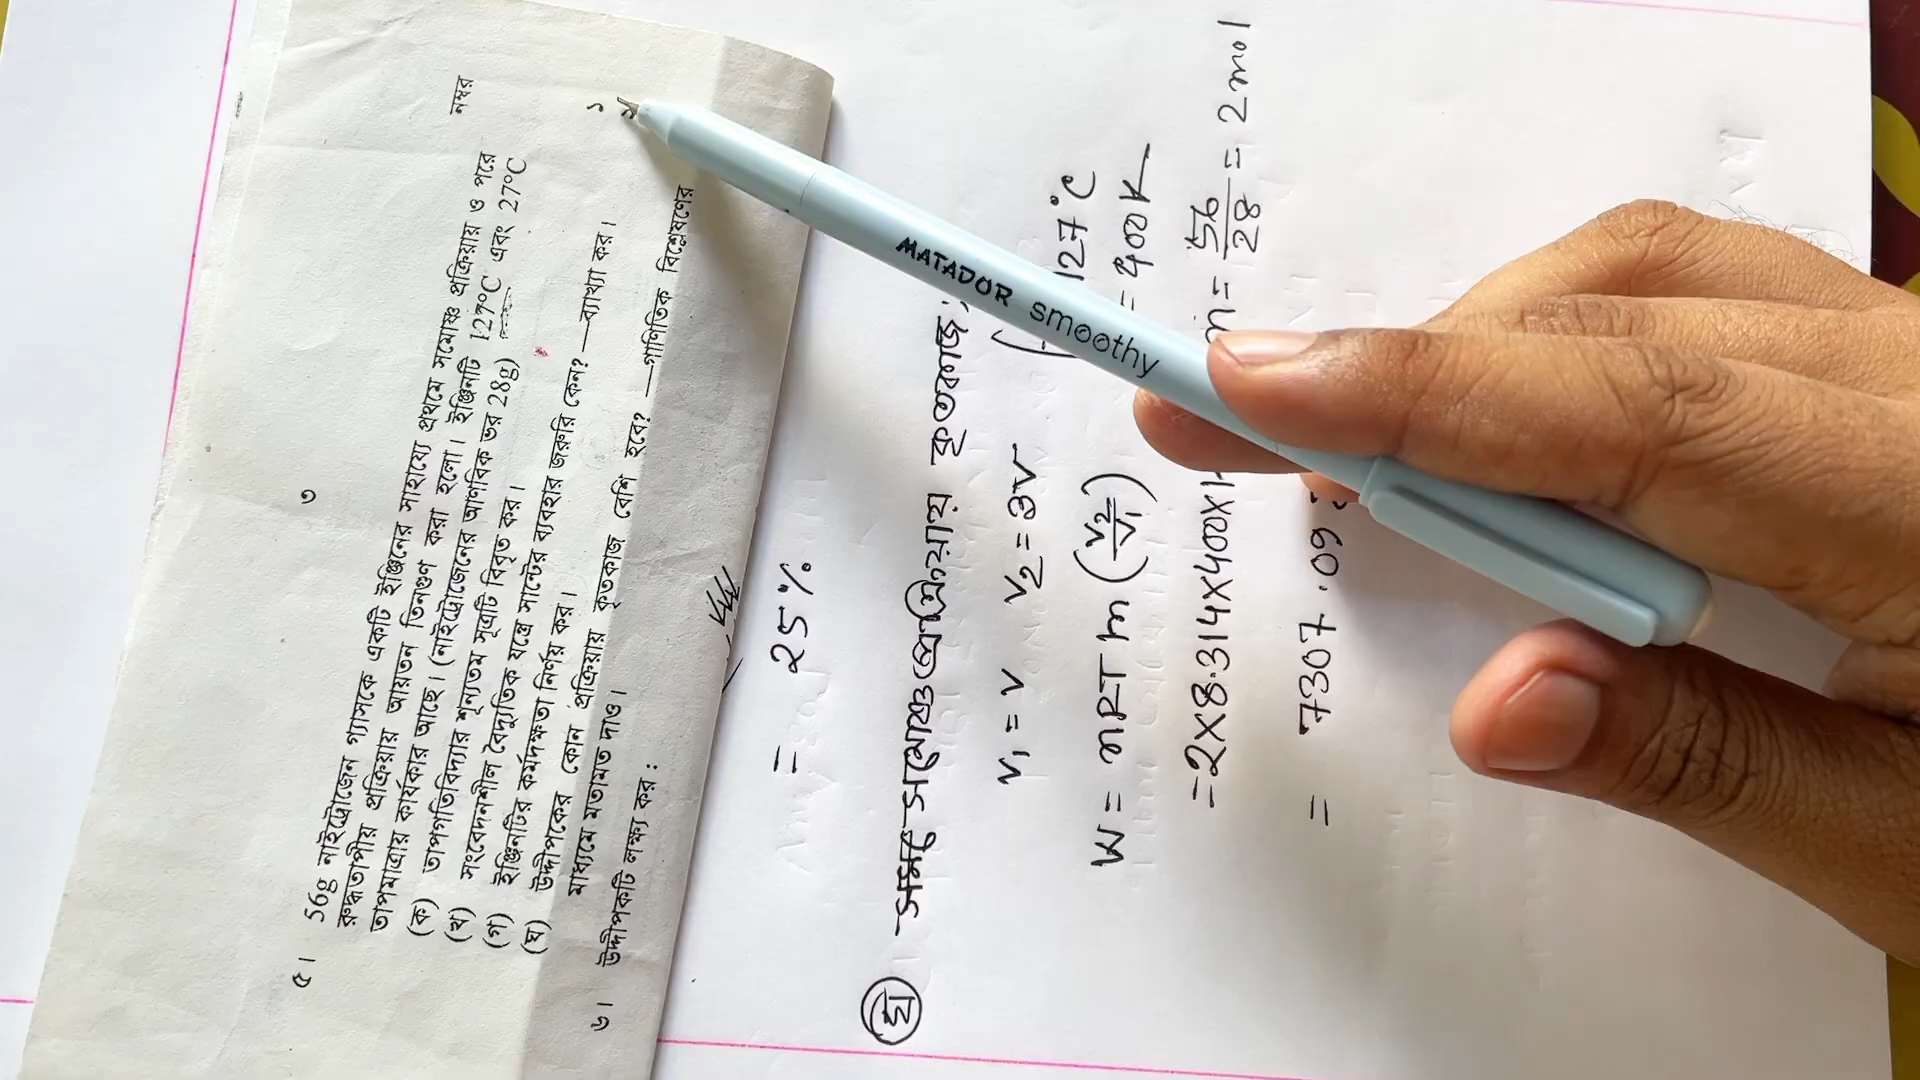 ৩
নম্বর
৫। 56g নাইট্রোজেন গ্যাসকে একটি ইঞ্জিনের সাহায্যে প্রথমে সমোষ্ণ প্রক্রিয়ায় ও পরে
রুদ্ধতাপীয় প্রক্রিয়ায় আয়তন তিনগুণ করা হলো। ইঞ্জিনটি 127°C এবং 27°C
তাপমাত্রায় কার্যকার আছে। (নাইট্রোজেনের আণবিক ভর 28g)
(ক) তাপগতিবিদ্যার শূন্যতম সূত্রটি বিবৃত কর। ১
(খ) সংবেদনশীল বৈদ্যুতিক যন্ত্রে সান্টের ব্যবহার জরুরি কেন? —ব্যাখ্যা কর।
(গ) ইঞ্জিনটির কর্মদক্ষতা নির্ণয় কর।
(ঘ) উদ্দীপকের কোন প্রক্রিয়ায় কৃতকাজ বেশি হবে? —গাণিতিক বিশ্লেষণের
মাধ্যমে মতামত দাও।
৬। উদ্দীপকটি লক্ষ্য কর :
= 25%
ঘ সমোষ্ণ প্রক্রিয়ায় কৃতকাজ,
V₁ = V V₂ = 3V 127°C
W = nRT ln (V₂/V₁) = 400K
= 2×8.314×400× n = 56/28 = 2mol
= 7307.09
MATADOR smoothy